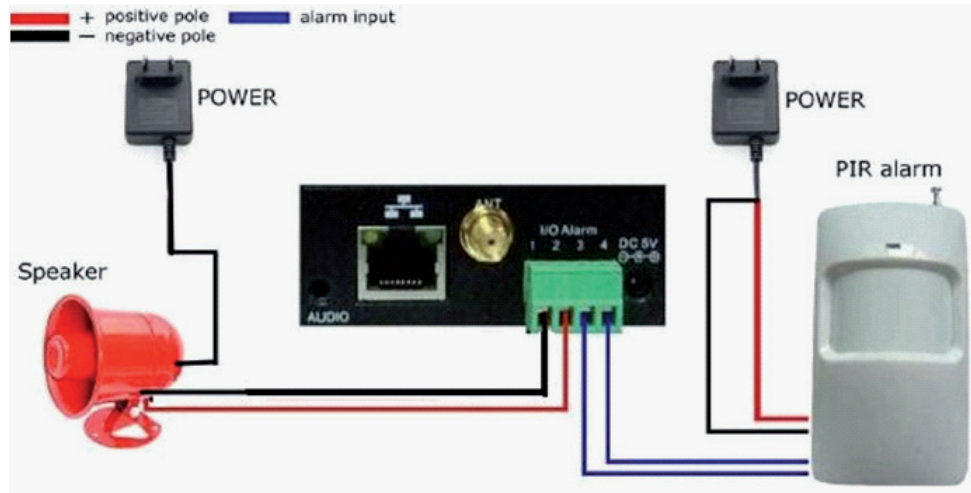 + positive pole
alarm input
− negative pole
POWER
POWER
PIR alarm
ANT
I/O Alarm
1 2 3 4
DC 5V
Speaker
AUDIO